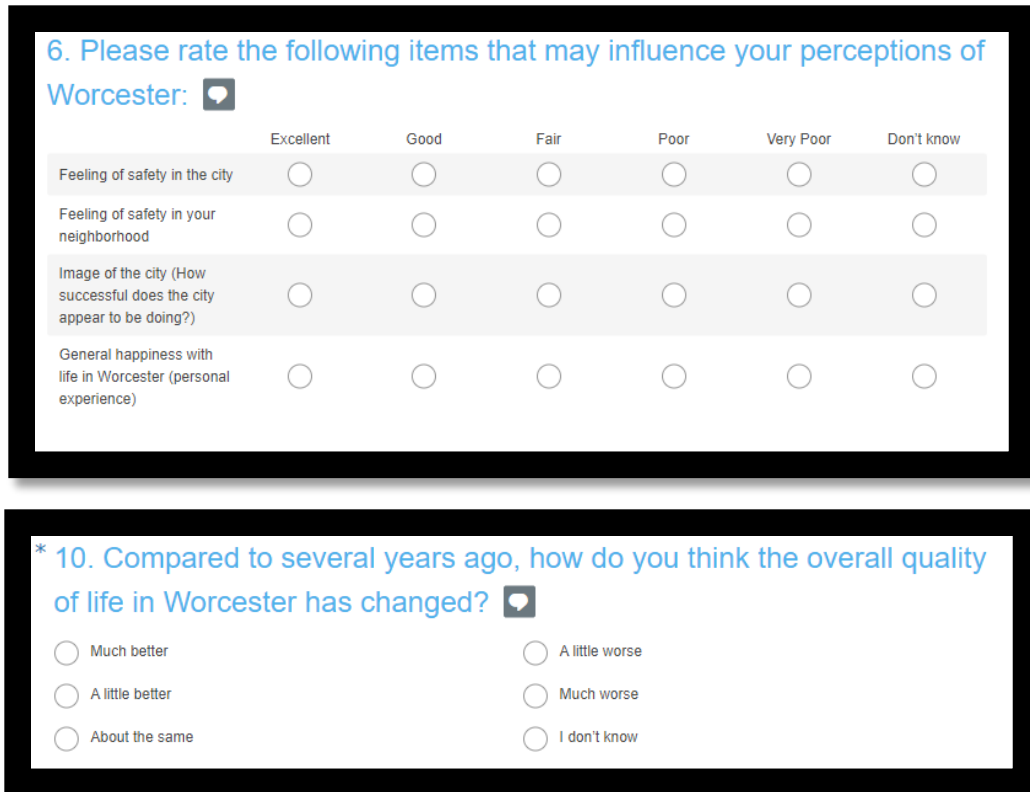 6. Please rate the following items that may influence your perceptions of
Worcester:
Excellent Good Fair Poor Very Poor Don't know
Feeling of safety in the city
Feeling of safety in your
neighborhood
Image of the city (How
successful does the city
appear to be doing?)
General happiness with
life in Worcester (personal
experience)
* 10. Compared to several years ago, how do you think the overall quality
of life in Worcester has changed?
Much better
A little better
About the same
A little worse
Much worse
I don't know